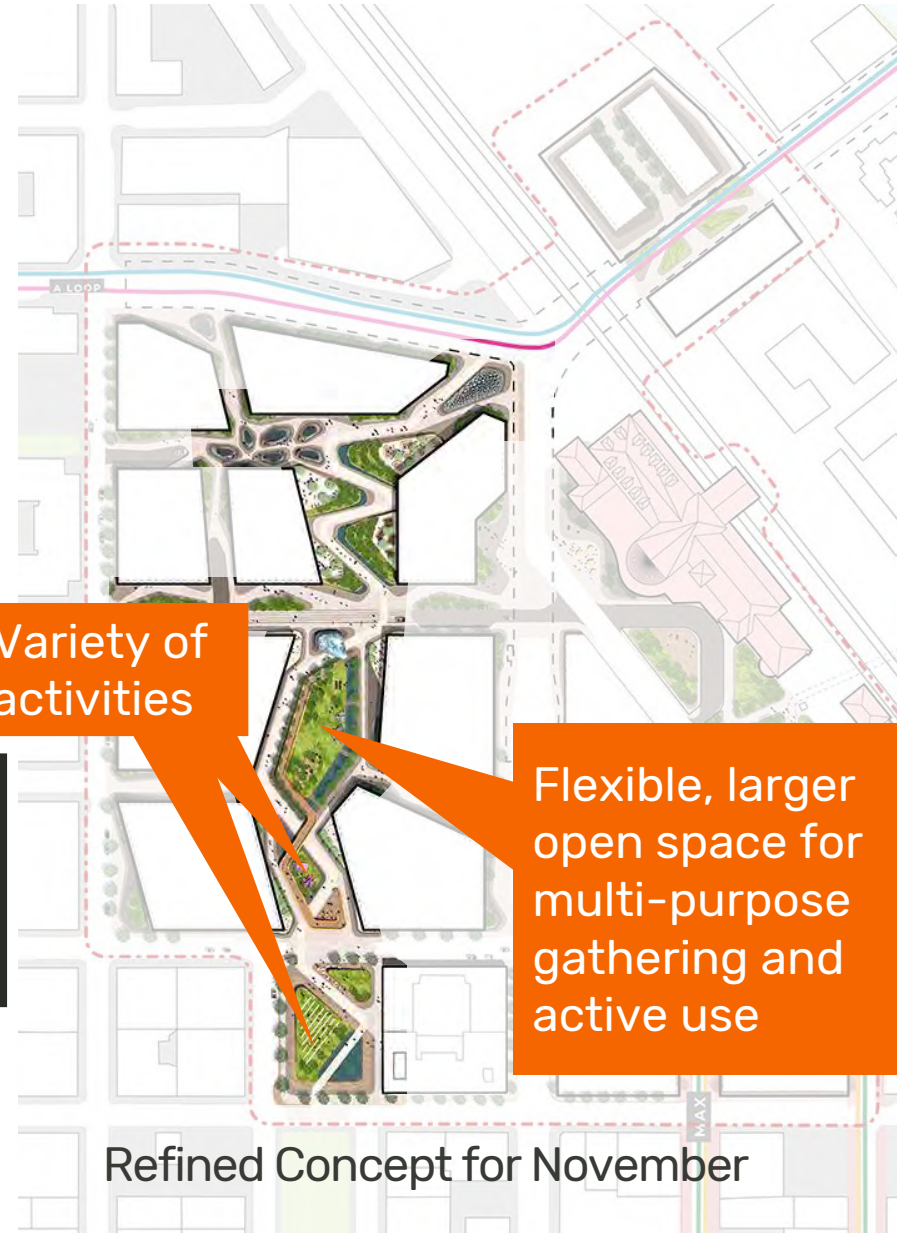 A LOOP
Variety of
activities
Flexible, larger
open space for
multi-purpose
gathering and
active use
MAX
Refined Concept for November